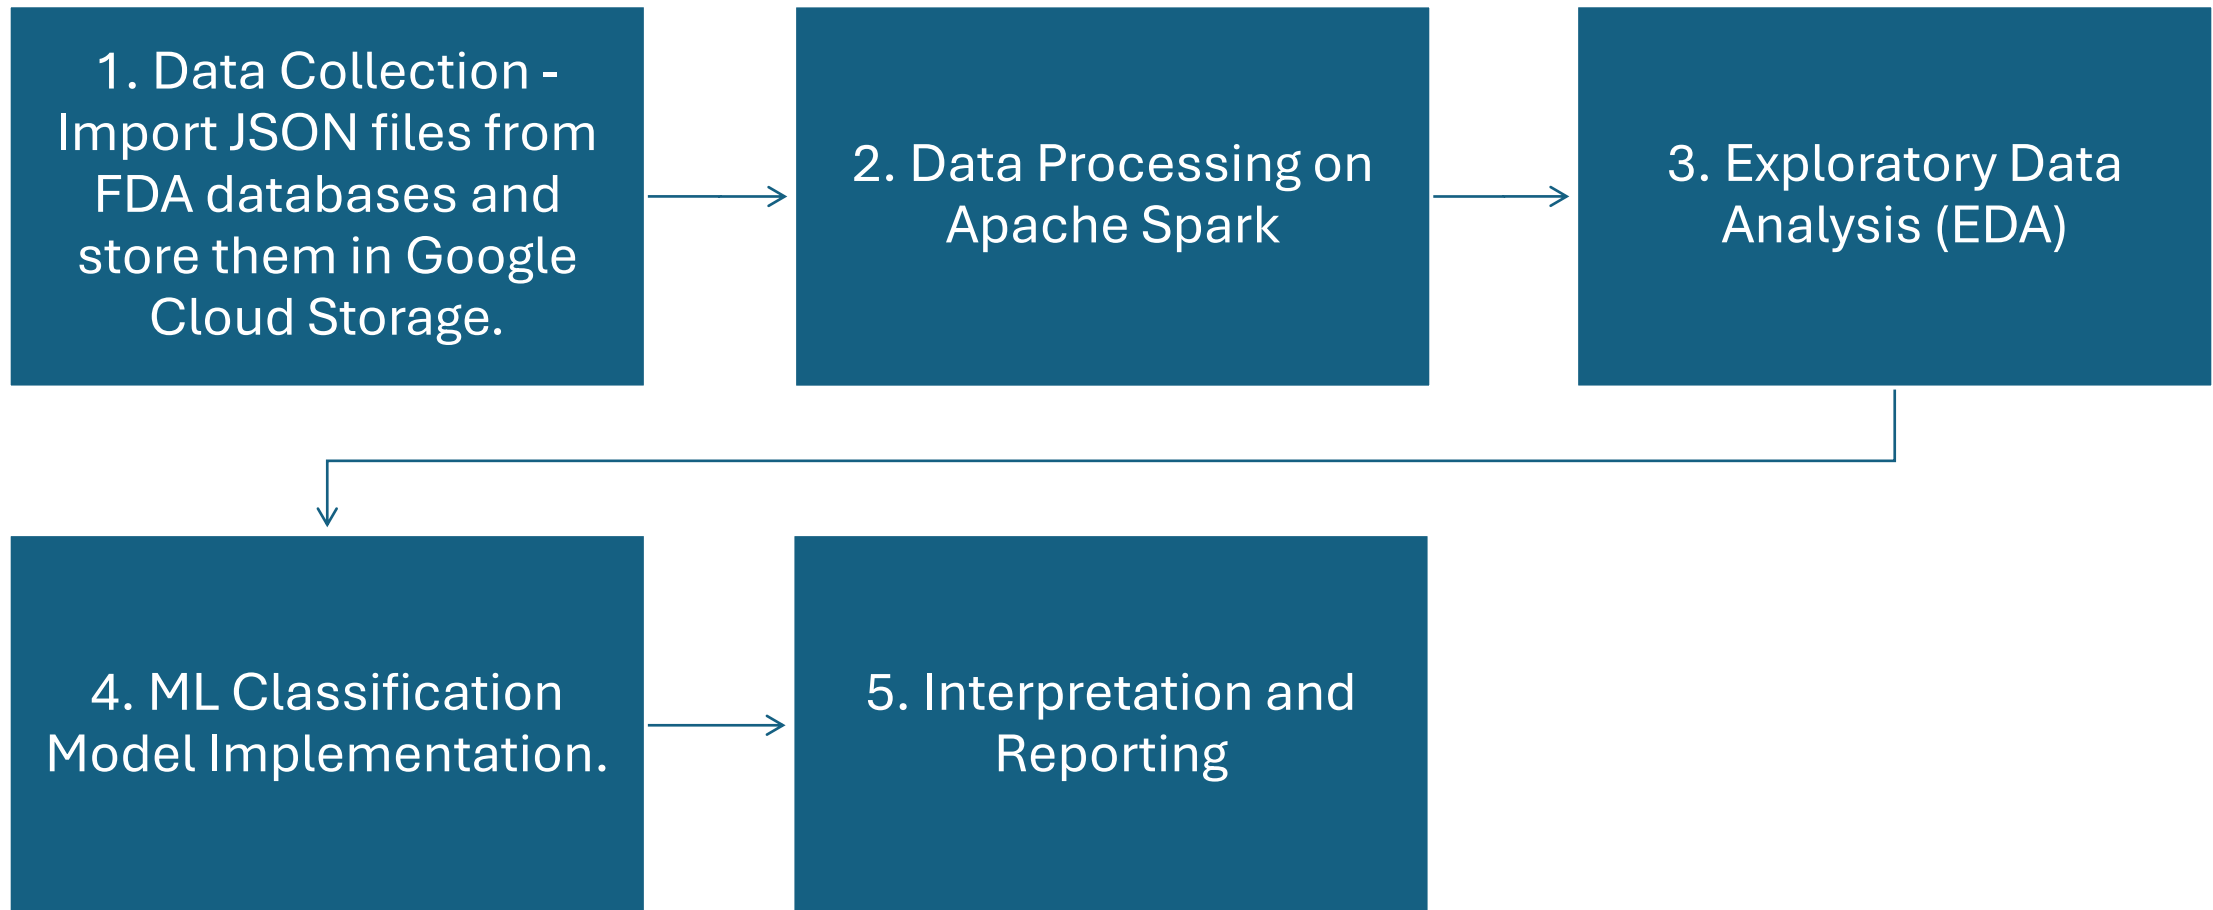 1. Data Collection -
Import JSON files from
FDA databases and
store them in Google
Cloud Storage.
2. Data Processing on
Apache Spark
3. Exploratory Data
Analysis (EDA)
4. ML Classification
Model Implementation.
5. Interpretation and
Reporting